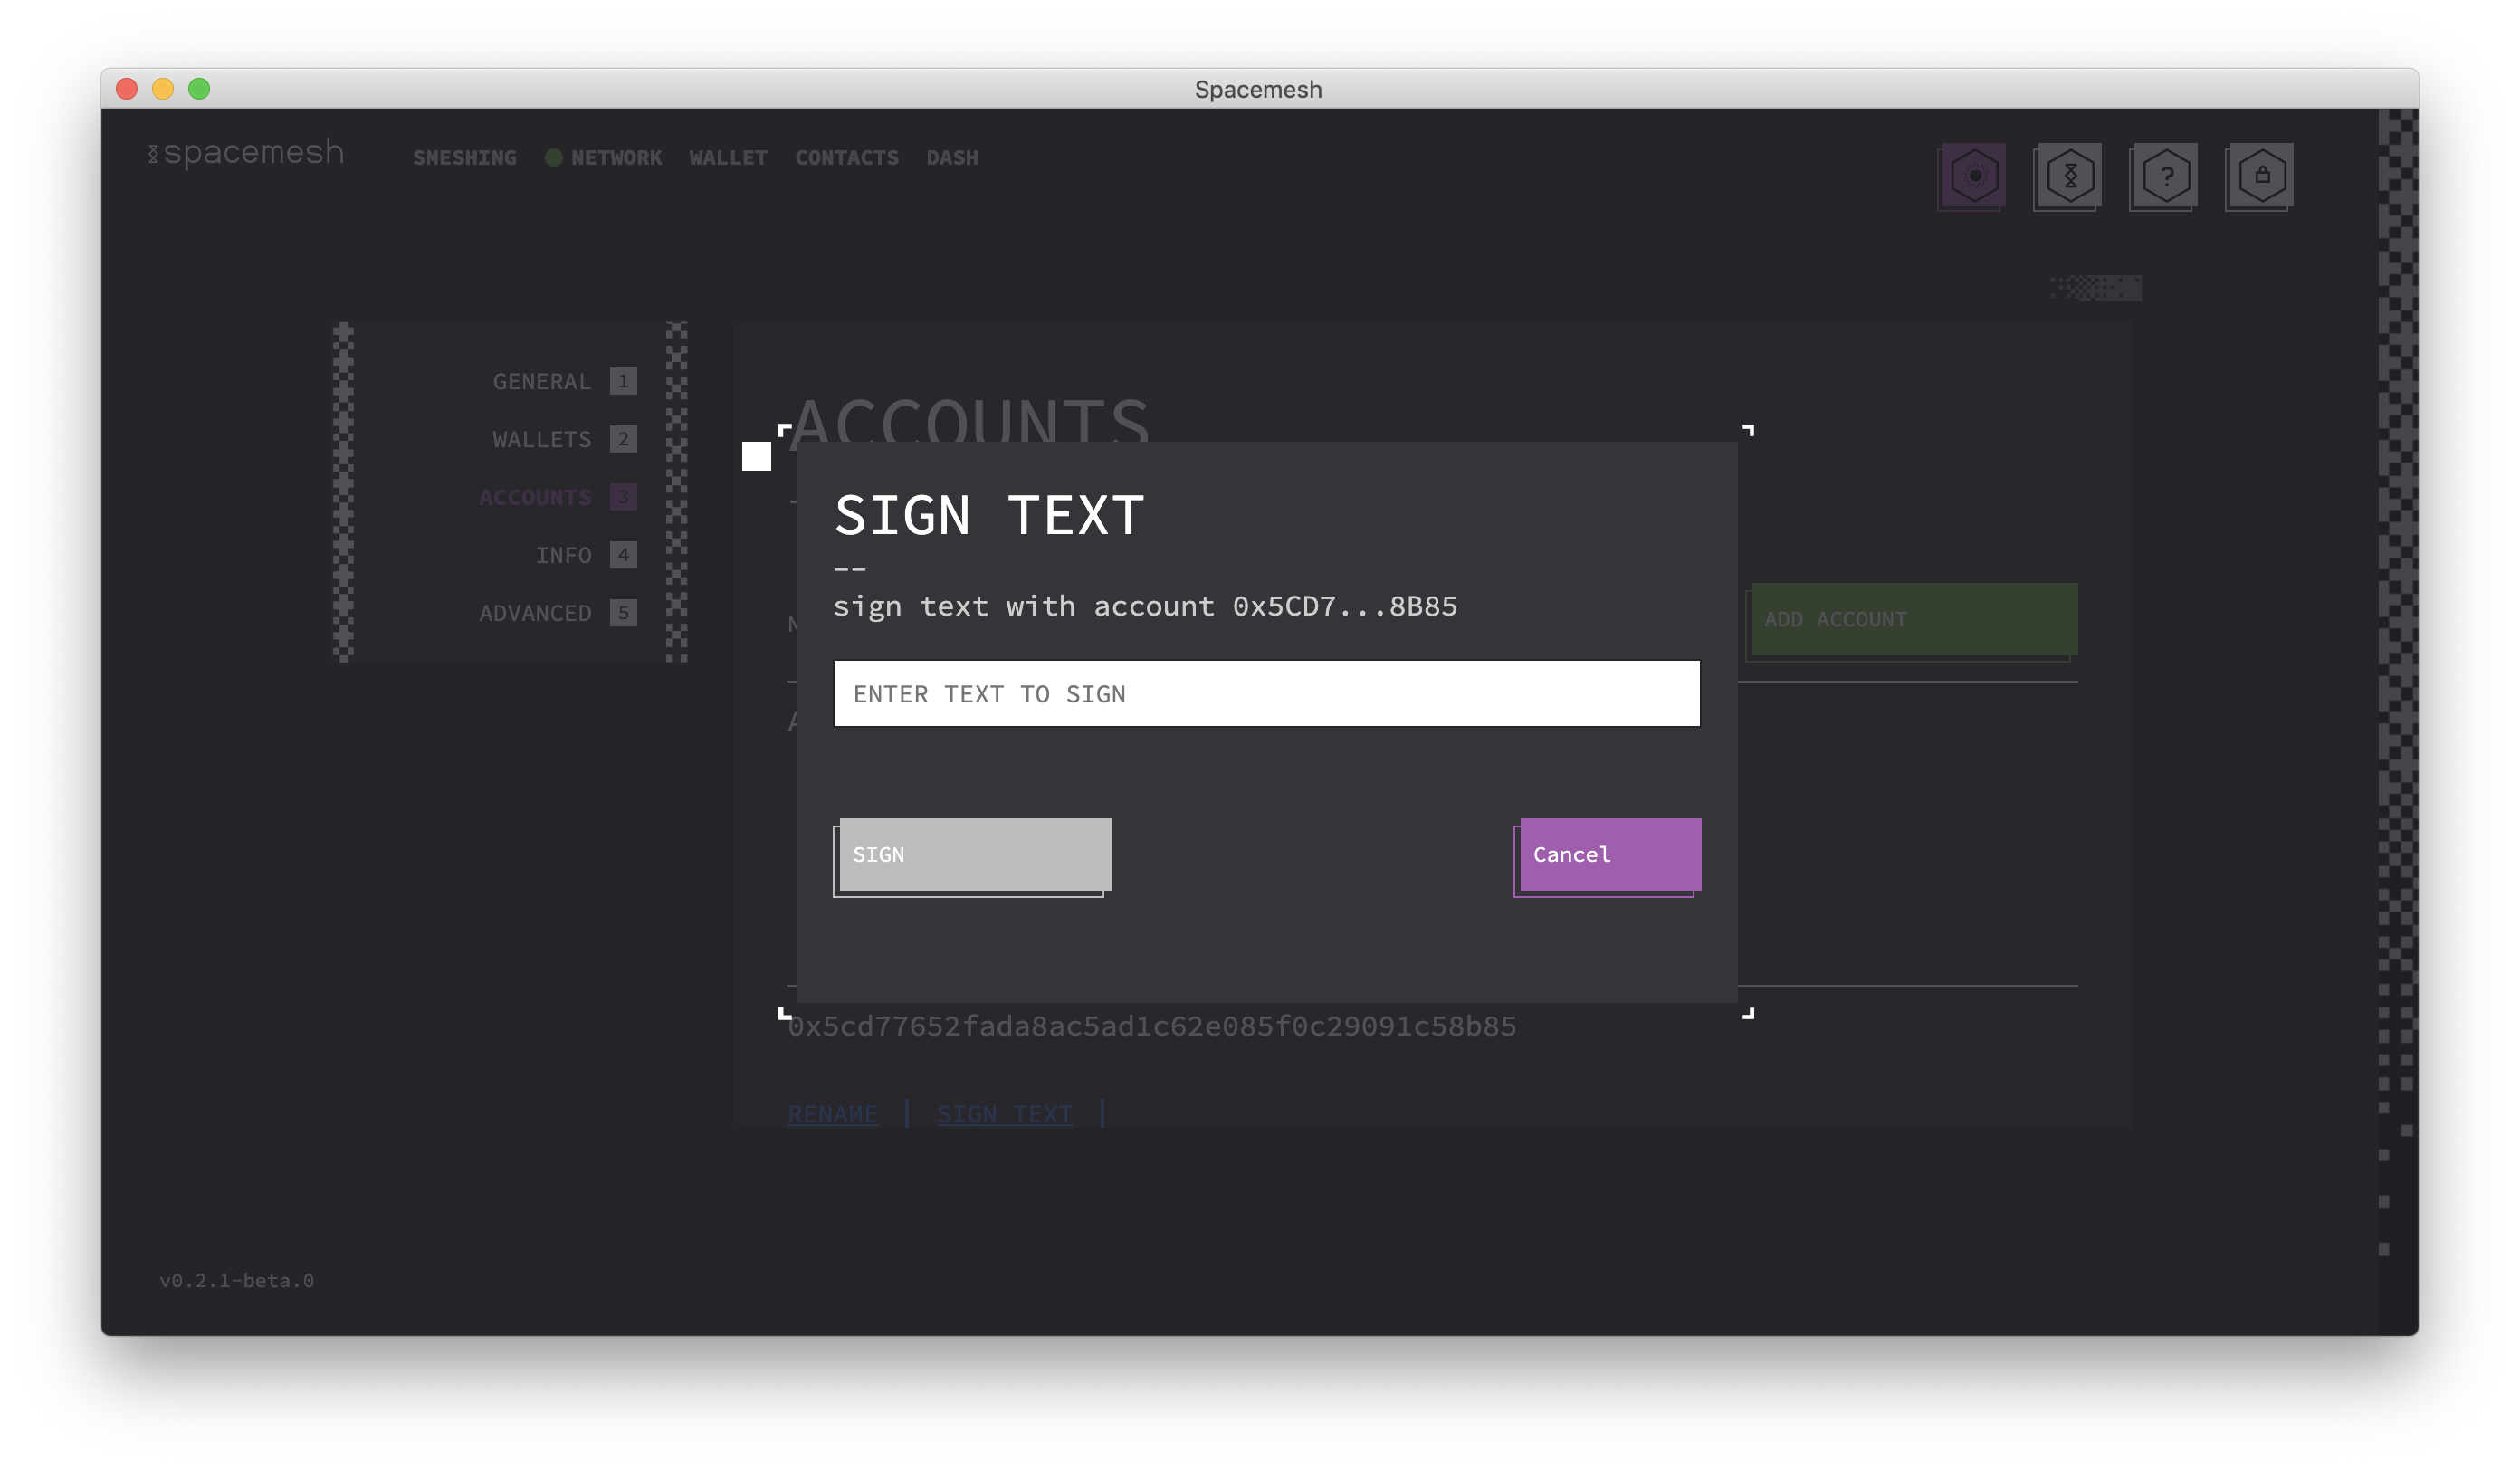 Spacemesh
spacemesh
SMESHING NETWORK WALLET CONTACTS DASH
?
GENERAL 1
WALLETS 2
ACCOUNTS 3
INFO 4
ADVANCED 5
ACCOUNTS
SIGN TEXT
--
sign text with account 0x5CD7...8B85
ADD ACCOUNT
ENTER TEXT TO SIGN
SIGN
Cancel
0x5cd77652fada8ac5ad1c62e085f0c29091c58b85
RENAME | SIGN TEXT |
v0.2.1-beta.0